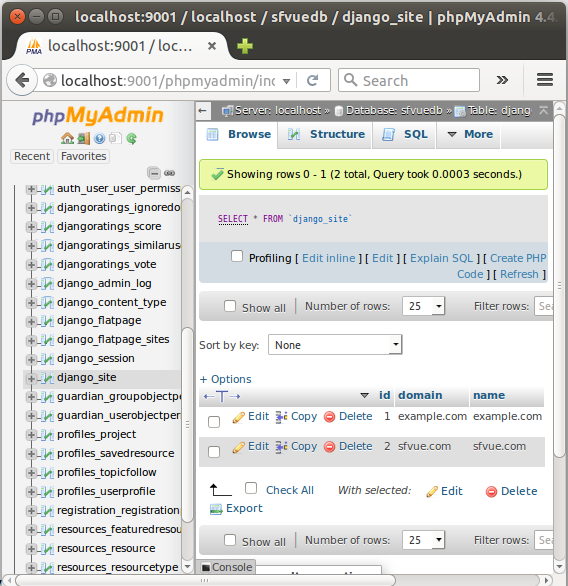 localhost:9001 / localhost / sfvuedb / django_site | phpMyAdmin 4.4.
PMA localhost:9001 / loc...
localhost:9001/phpmyadmin/ind
Search
phpMyAdmin
Recent Favorites
auth_user_user_permiss
djangoratings_ignoredo
djangoratings_score
djangoratings_similaruse
djangoratings_vote
django_admin_log
django_content_type
django_flatpage
django_flatpage_sites
django_session
django_site
guardian_groupobjectpe
guardian_userobjectper
profiles_project
profiles_savedresource
profiles_topicfollow
profiles_userprofile
registration_registration
resources_featuredresou
resources_resource
resources_resourcetype
Server: localhost » Database: sfvuedb » Table: djang
Browse Structure SQL More
Showing rows 0 - 1 (2 total, Query took 0.0003 seconds.)
SELECT * FROM `django_site`
Profiling [ Edit inline ] [ Edit ] [ Explain SQL ] [ Create PHP
Code ] [ Refresh ]
Show all Number of rows: 25 Filter rows: Sea
Sort by key: None
+ Options
id domain name
Edit Copy Delete 1 example.com example.com
Edit Copy Delete 2 sfvue.com sfvue.com
Check All With selected: Edit Delete
Export
Show all Number of rows: 25 Filter rows: Sea
Console